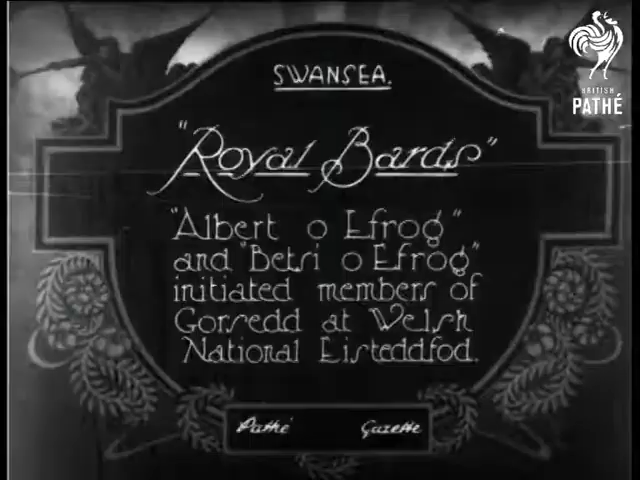 BRITISH
PATHÉ
SWANSEA.
"Royal Bards"
"Albert o Efrog"
and "Betsi o Efrog"
initiated members of
Gorsedd at Welsh
National Eisteddfod.
Pathé Gazette